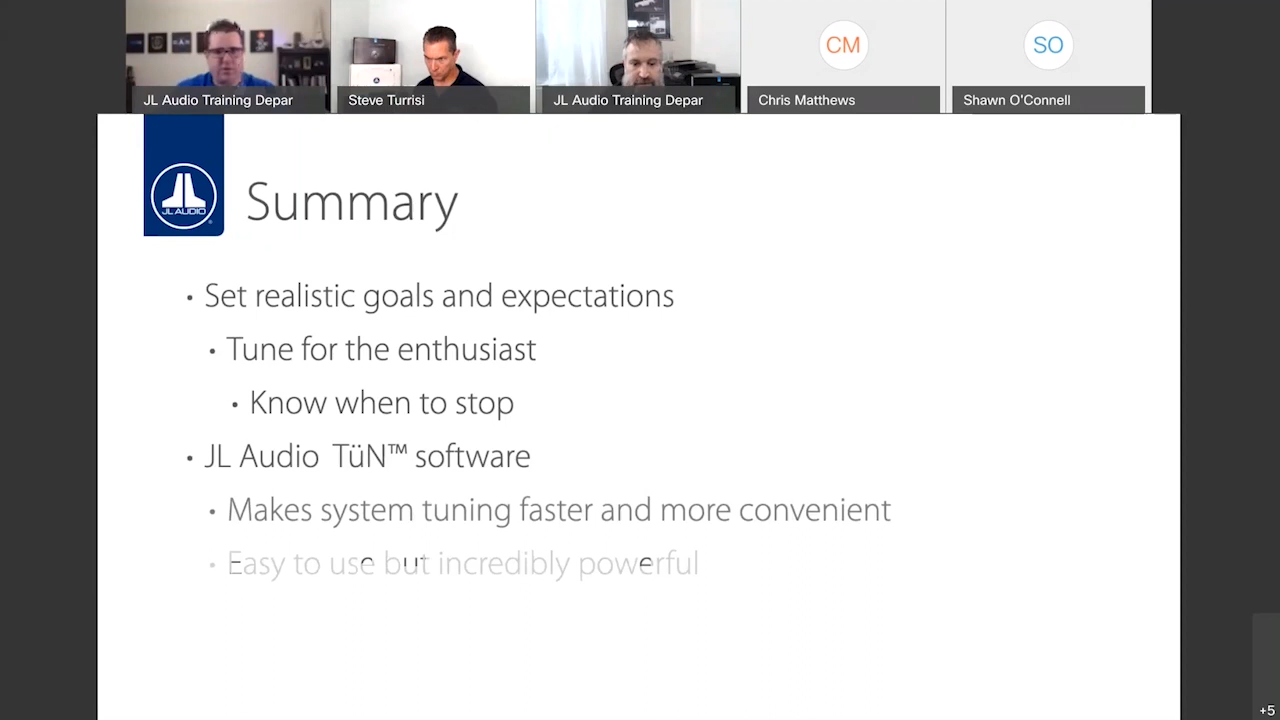 CM
SO
JL Audio Training Depar
Steve Turrisi
JL Audio Training Depar
Chris Matthews
Shawn O'Connell
JL AUDIO
®
Summary
• Set realistic goals and expectations
• Tune for the enthusiast
• Know when to stop
• JL Audio TüN™ software
• Makes system tuning faster and more convenient
• Easy to use but incredibly powerful
+5